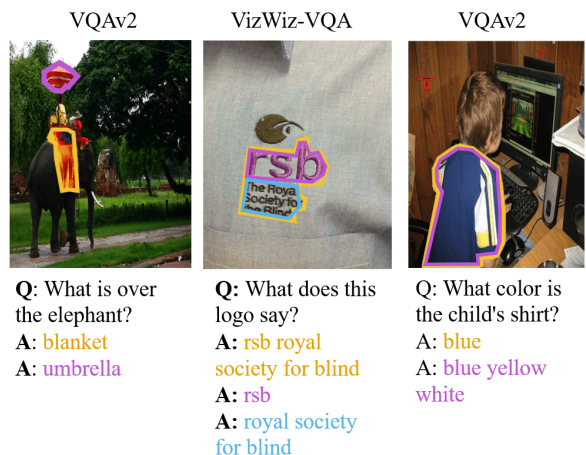 VQAv2
VizWiz-VQA
VQAv2
rsb
The Roya
Society fo
the Blind
Q: What is over
the elephant?
A: blanket
A: umbrella
Q: What does this
logo say?
A: rsb royal
society for blind
A: rsb
A: royal society
for blind
Q: What color is
the child's shirt?
A: blue
A: blue yellow
white